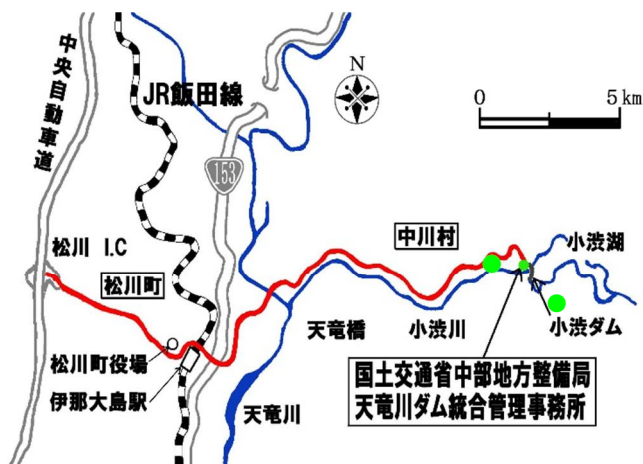 中央自動車道
JR飯田線
N
0 5km
153
松川 I.C
松川町
中川村
小渋湖
天竜橋
小渋川
小渋ダム
松川町役場
伊那大島駅
天竜川
国土交通省中部地方整備局
天竜川ダム統合管理事務所